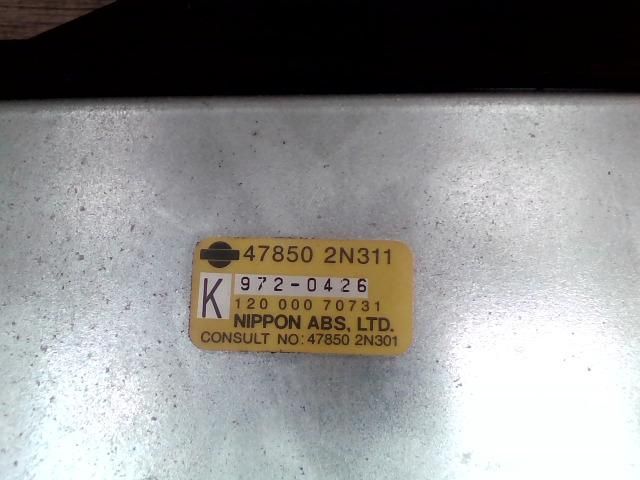 47850 2N311
K 972-0426
120 000 70731
NIPPON ABS, LTD.
CONSULT NO: 47850 2N301